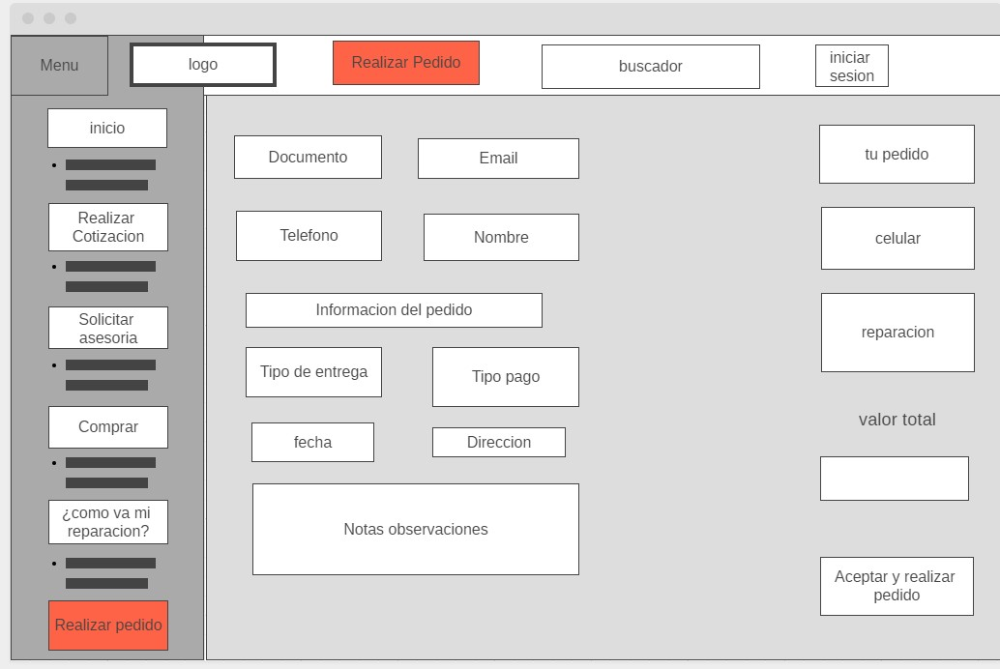 Menu
logo
Realizar Pedido
buscador
iniciar
sesion
inicio
Realizar
Cotizacion
Solicitar
asesoria
Comprar
¿como va mi
reparacion?
Realizar pedido
Documento
Email
Telefono
Nombre
Informacion del pedido
Tipo de entrega
Tipo pago
fecha
Direccion
Notas observaciones
tu pedido
celular
reparacion
valor total
Aceptar y realizar
pedido